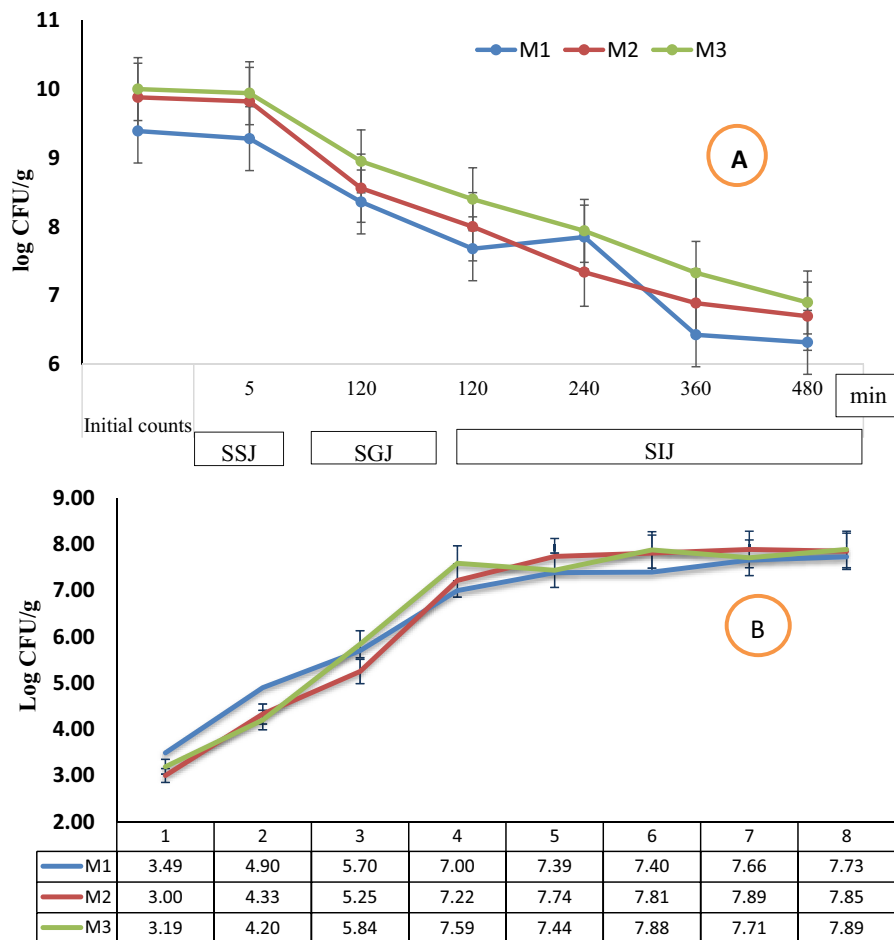 11
M1 M2 M3
10
A
9
8
7
6
log CFU/g
5 120 120 240 360 480 min
Initial counts
SSJ SGJ SIJ
9.00
8.00
7.00
B
6.00
5.00
4.00
3.00
2.00
Log CFU/g
1 2 3 4 5 6 7 8
M1 3.49 4.90 5.70 7.00 7.39 7.40 7.66 7.73
M2 3.00 4.33 5.25 7.22 7.74 7.81 7.89 7.85
M3 3.19 4.20 5.84 7.59 7.44 7.88 7.71 7.89